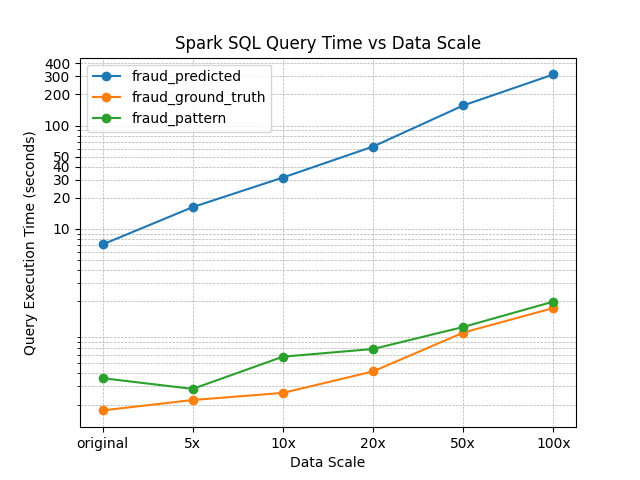 Spark SQL Query Time vs Data Scale
fraud_predicted
fraud_ground_truth
fraud_pattern
Query Execution Time (seconds)
400
300
200
100
50
40
30
20
10
original
5x
10x
20x
50x
100x
Data Scale